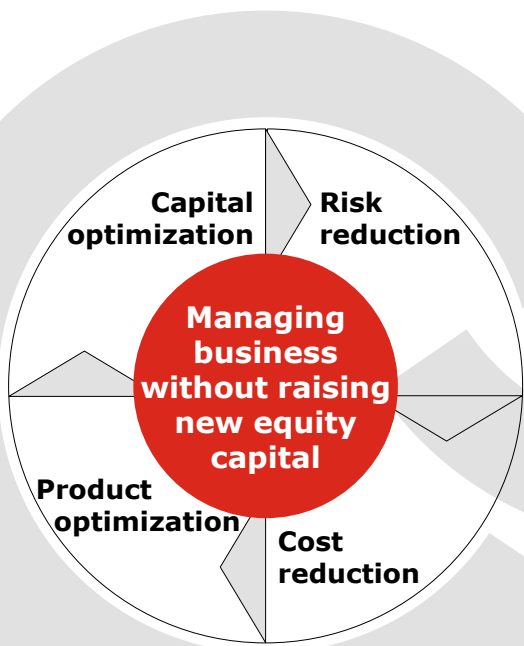 Capital
optimization
Risk
reduction
Managing
business
without raising
new equity
capital
Product
optimization
Cost
reduction